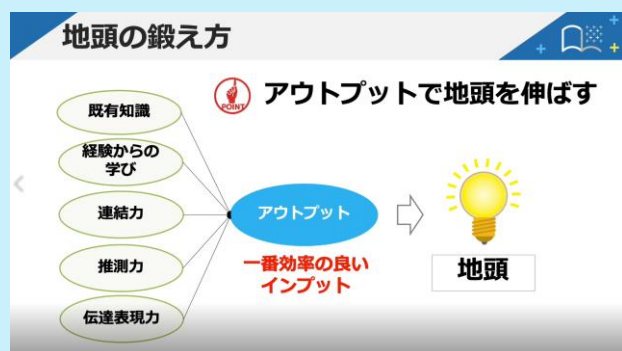 地頭の鍛え方
POINT
アウトプットで地頭を伸ばす
既有知識
経験からの
学び
連結力
推測力
伝達表現力
アウトプット
一番効率の良い
インプット
地頭